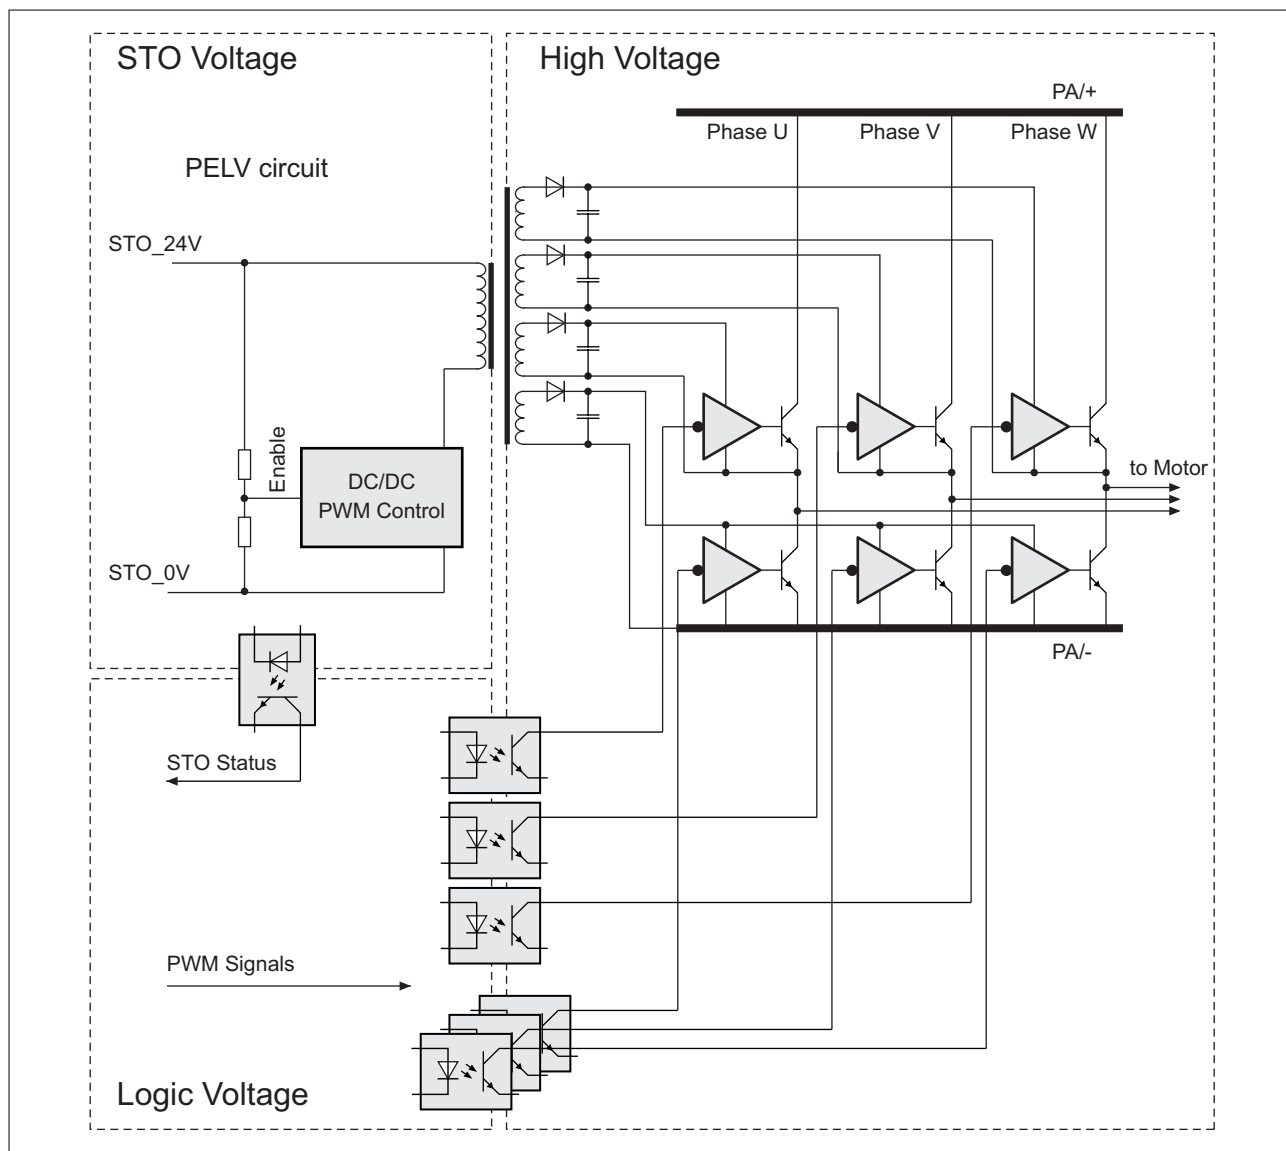 STO Voltage
High Voltage
PA/+
Phase U
Phase V
Phase W
PELV circuit
STO_24V
Enable
DC/DC
PWM Control
to Motor
STO_0V
PA/-
STO Status
PWM Signals
Logic Voltage